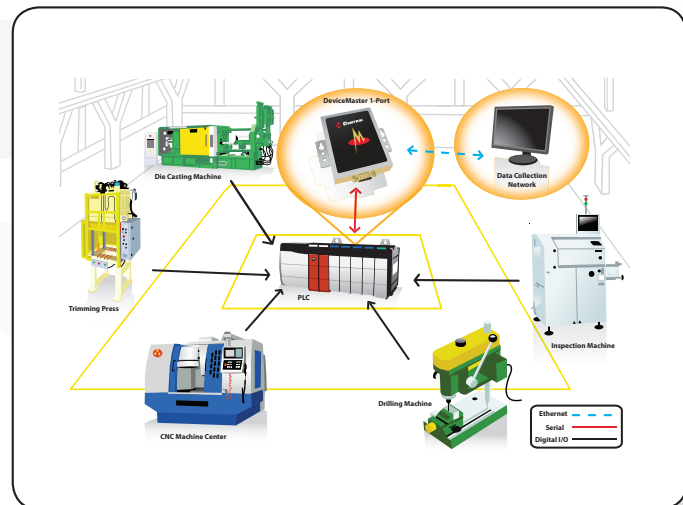 DeviceMaster 1-Port
COMTROL
Die Casting Machine
Data Collection
Network
Trimming Press
PLC
Inspection Machine
Drilling Machine
CNC Machine Center
Ethernet
Serial
Digital I/O